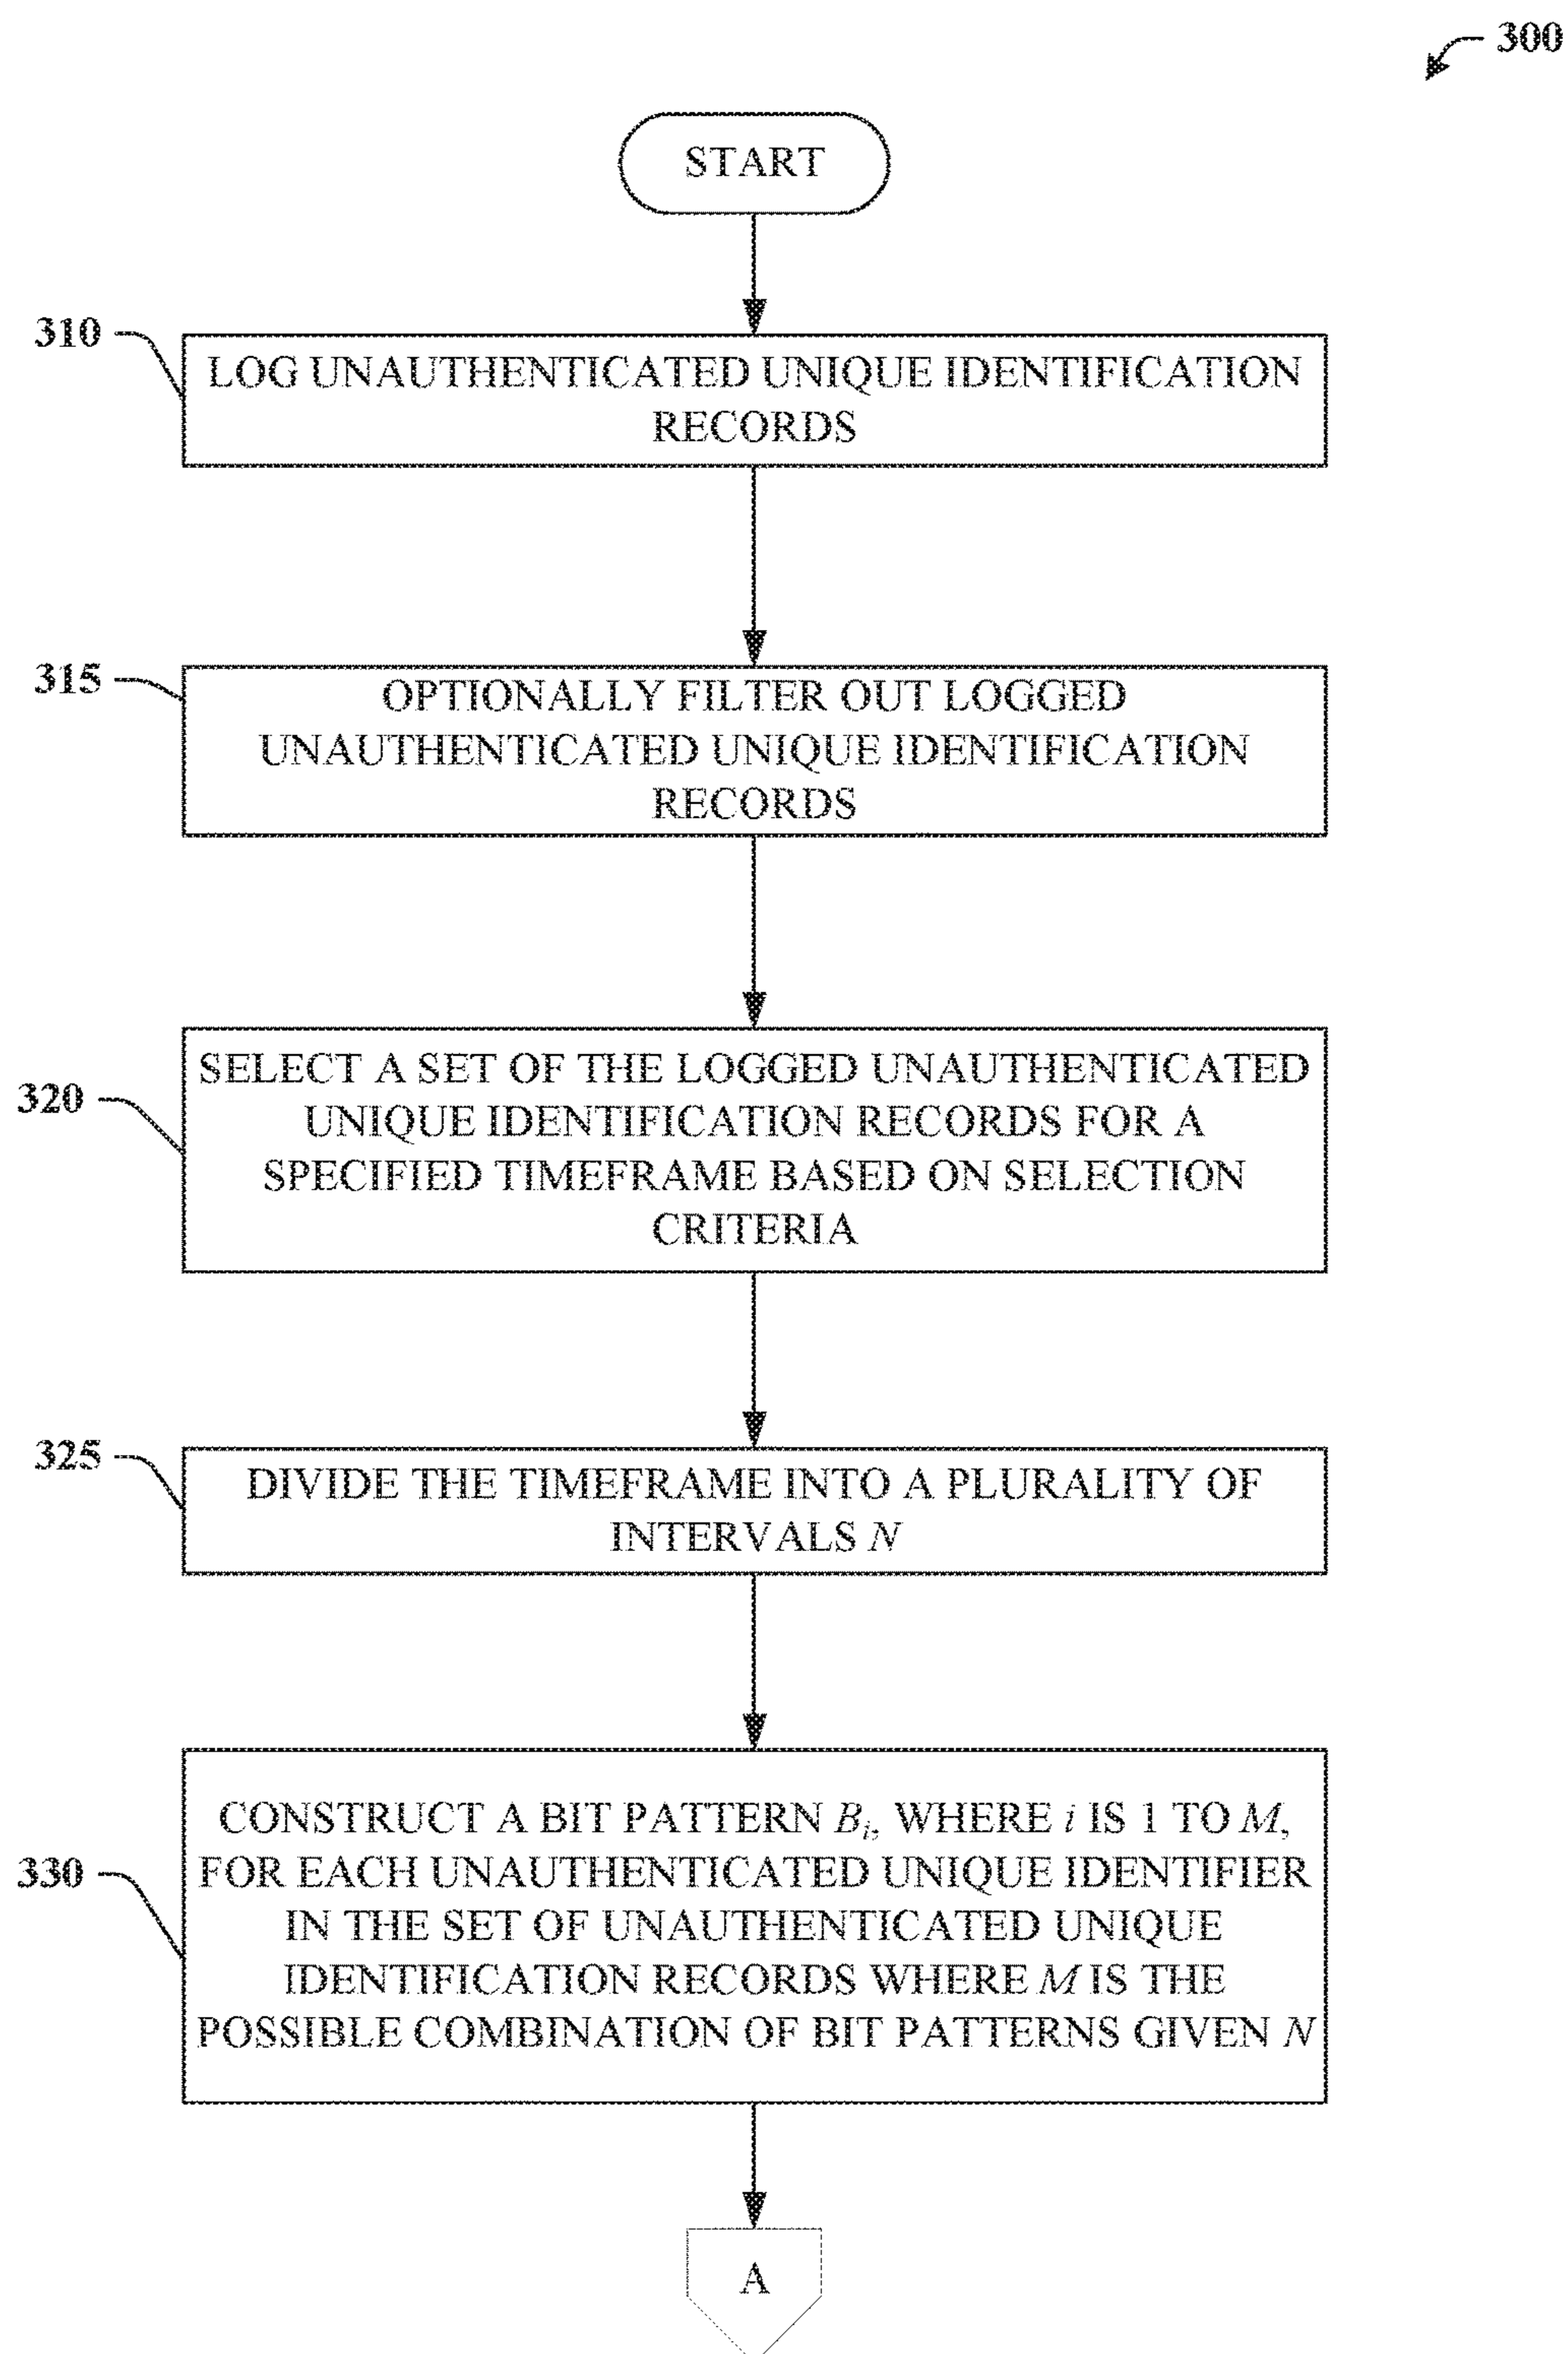 300
START
310
LOG UNAUTHENTICATED UNIQUE IDENTIFICATION
RECORDS
315
OPTIONALLY FILTER OUT LOGGED
UNAUTHENTICATED UNIQUE IDENTIFICATION
RECORDS
320
SELECT A SET OF THE LOGGED UNAUTHENTICATED
UNIQUE IDENTIFICATION RECORDS FOR A
SPECIFIED TIMEFRAME BASED ON SELECTION
CRITERIA
325
DIVIDE THE TIMEFRAME INTO A PLURALITY OF
INTERVALS N
330
CONSTRUCT A BIT PATTERN Bi, WHERE i IS 1 TO M,
FOR EACH UNAUTHENTICATED UNIQUE IDENTIFIER
IN THE SET OF UNAUTHENTICATED UNIQUE
IDENTIFICATION RECORDS WHERE M IS THE
POSSIBLE COMBINATION OF BIT PATTERNS GIVEN N
A